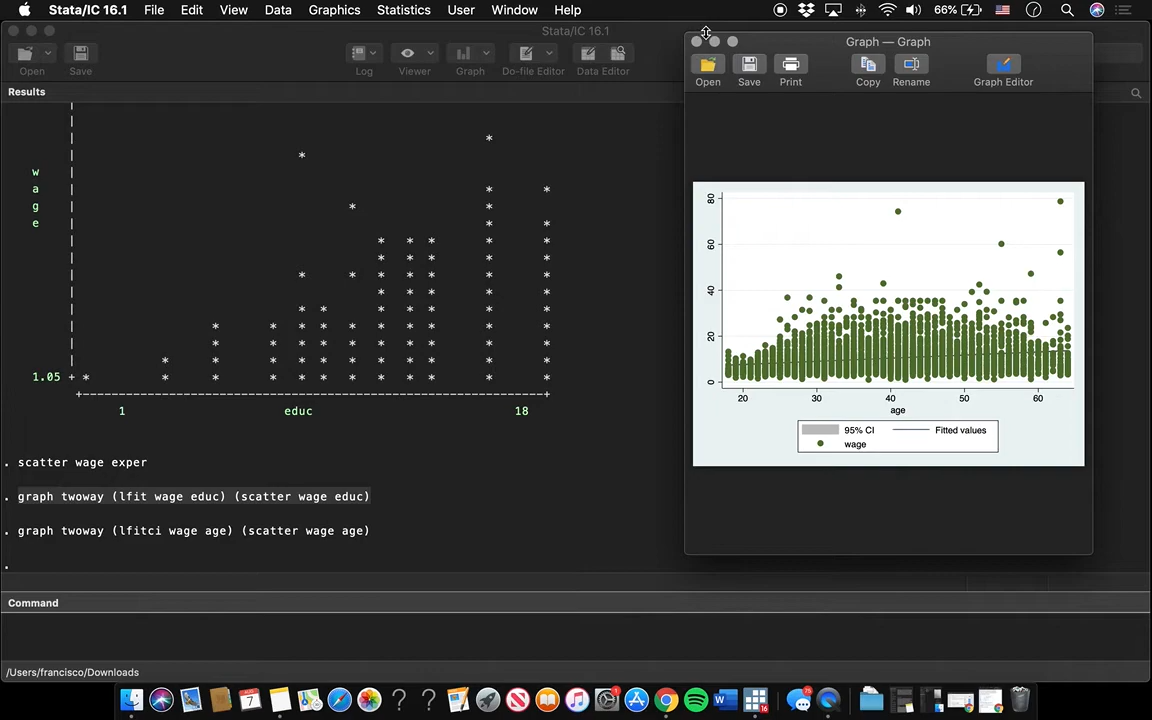 Stata/IC 16.1 File Edit View Data Graphics Statistics User Window Help 66%
Stata/IC 16.1
Open Save Log Viewer Graph Do-file Editor Data Editor
Results
w
a
g
e
1.05
1 educ 18
. scatter wage exper
. graph twoway (lfit wage educ) (scatter wage educ)
. graph twoway (lfitci wage age) (scatter wage age)
.
Graph — Graph
Open Save Print Copy Rename Graph Editor
80
60
40
20
0
20 30 40 50 60
age
95% CI Fitted values
wage
Command
/Users/francisco/Downloads